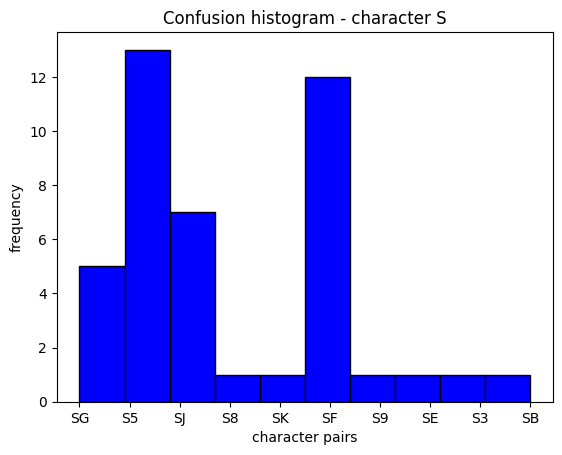 Confusion histogram - character S
frequency
12
10
8
6
4
2
0
SG S5 SJ S8 SK SF S9 SE S3 SB
character pairs